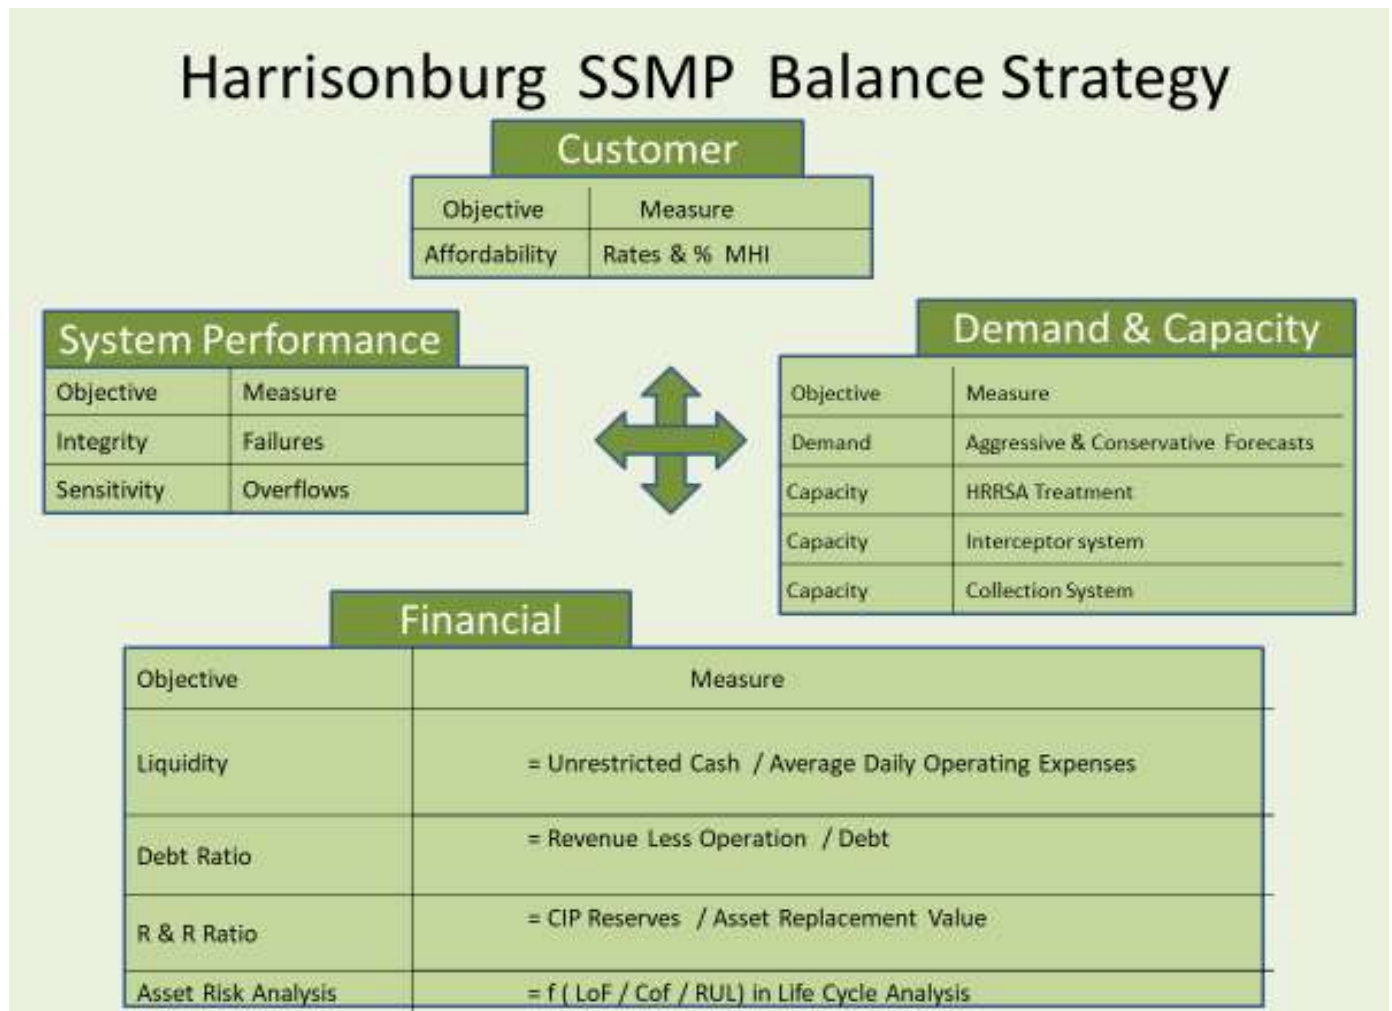 Harrisonburg SSMP Balance Strategy
Customer
Objective Measure
Affordability Rates & % MHI
System Performance
Objective Measure
Integrity Failures
Sensitivity Overflows
Demand & Capacity
Objective Measure
Demand Aggressive & Conservative Forecasts
Capacity HRRSA Treatment
Capacity Interceptor system
Capacity Collection System
Financial
Objective Measure
Liquidity = Unrestricted Cash / Average Daily Operating Expenses
Debt Ratio = Revenue Less Operation / Debt
R & R Ratio = CIP Reserves / Asset Replacement Value
Asset Risk Analysis = f ( LoF / Cof / RUL) in Life Cycle Analysis